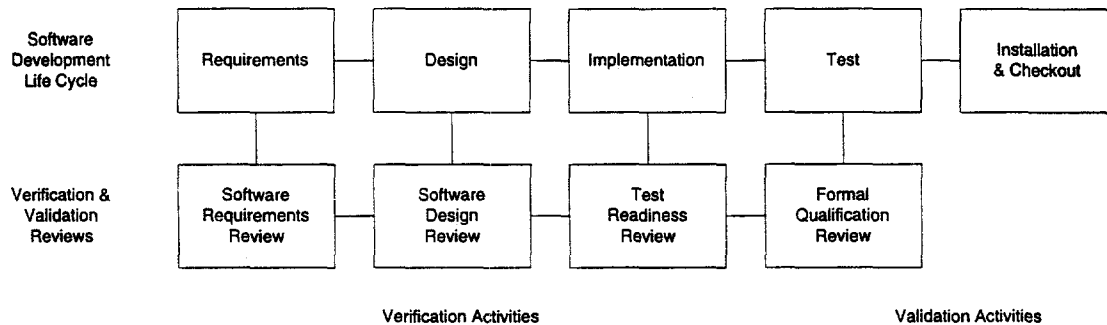 Software
Development
Life Cycle
Requirements
Design
Implementation
Test
Installation
& Checkout
Verification &
Validation
Reviews
Software
Requirements
Review
Software
Design
Review
Test
Readiness
Review
Formal
Qualification
Review
Verification Activities
Validation Activities